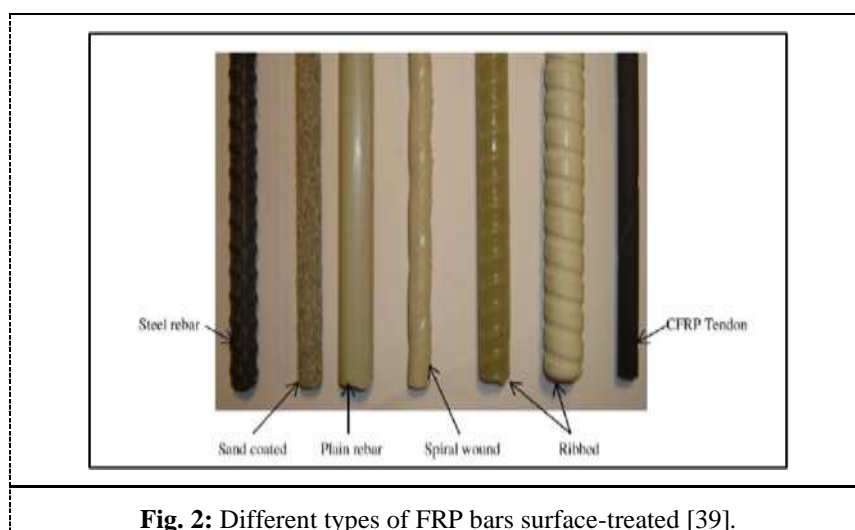 Steel rebar
CFRP Tendon
Sand coated
Plain rebar
Spiral wound
Ribbed
Fig. 2: Different types of FRP bars surface-treated [39].